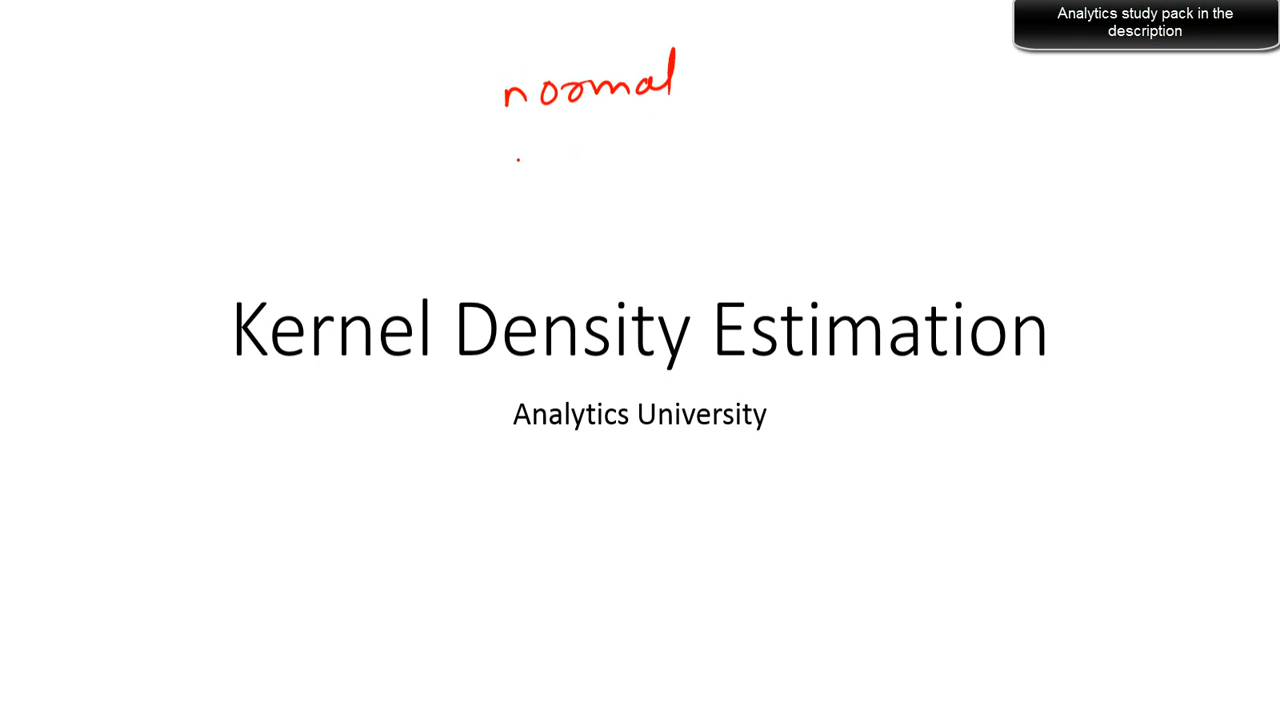 Analytics study pack in the
description
normal
Kernel Density Estimation
Analytics University